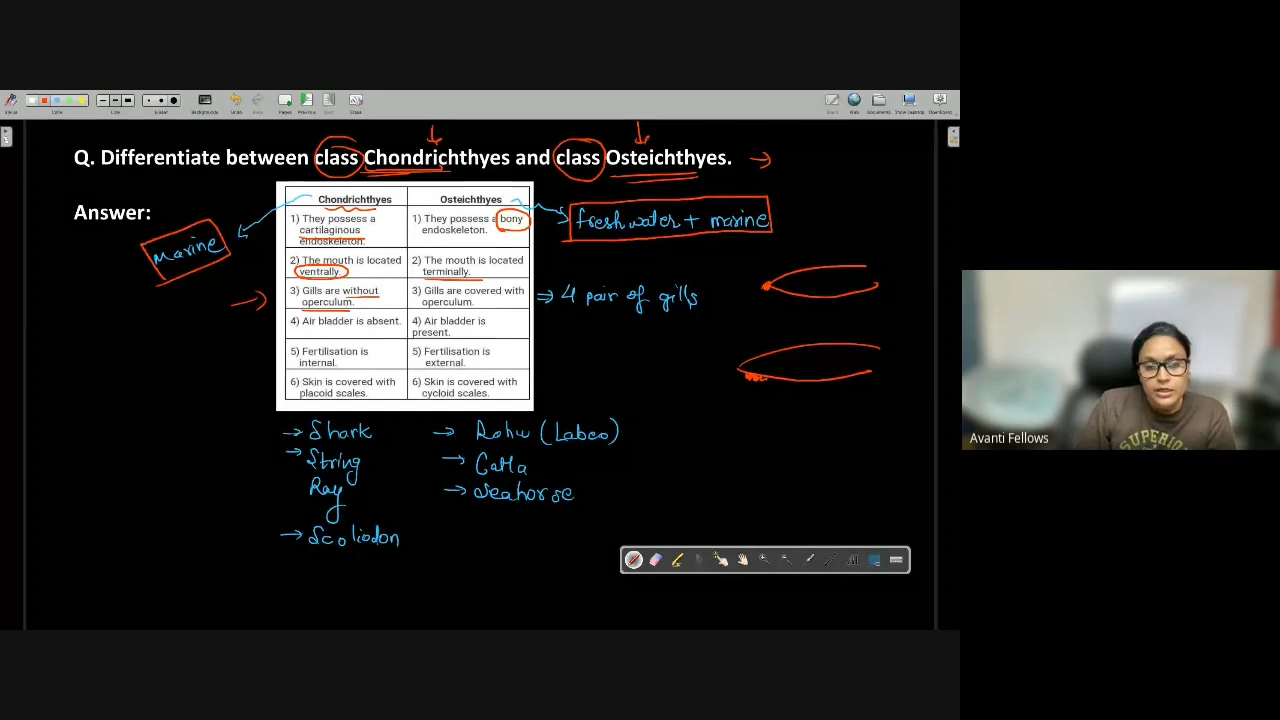 Q. Differentiate between class Chondrichthyes and class Osteichthyes.
Answer:
Chondrichthyes Osteichthyes
1) They possess a cartilaginous endoskeleton.
1) They possess a bony endoskeleton.
2) The mouth is located ventrally.
2) The mouth is located terminally.
3) Gills are without operculum.
3) Gills are covered with operculum.
4) Air bladder is absent.
4) Air bladder is present.
5) Fertilisation is internal.
5) Fertilisation is external.
6) Skin is covered with placoid scales.
6) Skin is covered with cycloid scales.
marine
freshwater + marine
4 pair of gills
Shark
String
Ray
Scoliodon
Rohu (Labeo)
Catla
Seahorse
Avanti Fellows
SUPERIO